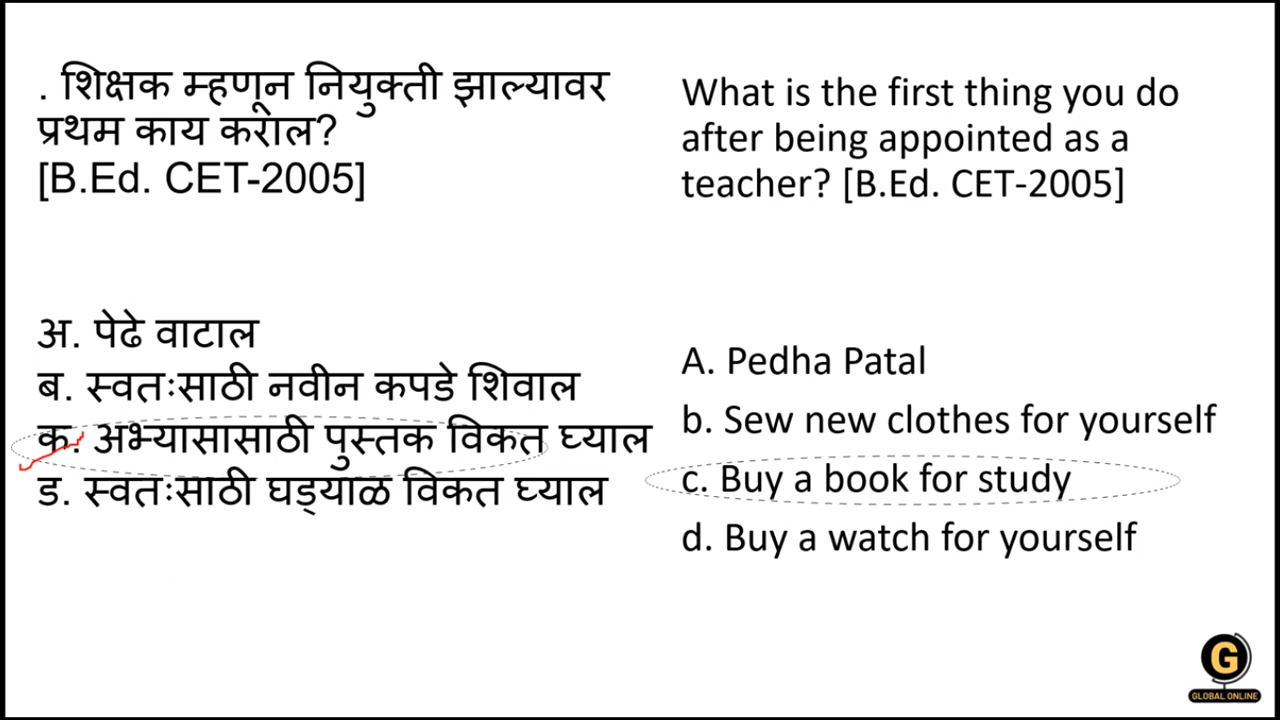 . शिक्षक म्हणून नियुक्ती झाल्यावर
प्रथम काय कराल?
[B.Ed. CET-2005]
अ. पेढे वाटाल
ब. स्वतःसाठी नवीन कपडे शिवाल
क. अभ्यासासाठी पुस्तक विकत घ्याल
ड. स्वतःसाठी घड्याळ विकत घ्याल
What is the first thing you do
after being appointed as a
teacher? [B.Ed. CET-2005]
A. Pedha Patal
b. Sew new clothes for yourself
c. Buy a book for study
d. Buy a watch for yourself
G
GLOBAL ONLINE